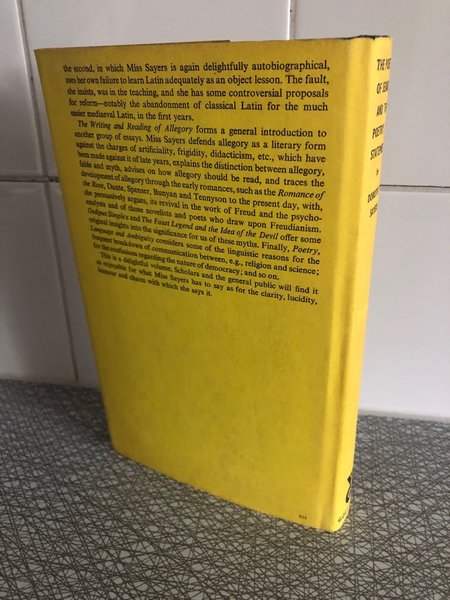 the second, in which Miss Sayers is again delightfully autobiographical,
uses her own failure to learn Latin adequately as an object lesson. The fault,
she insists, was in the teaching, and she has some controversial proposals
for reform—notably the abandonment of classical Latin for the much
easier mediaeval Latin, in the first years.
The Writing and Reading of Allegory forms a general introduction to
another group of essays. Miss Sayers defends allegory as a literary form
against the charges of artificiality, frigidity, didacticism, etc., which have
been made against it of late years, explains the distinction between allegory,
fable and myth, advises on how allegory should be read, and traces the
development of allegory through the early romances, such as the Romance of
the Rose, Dante, Spenser, Bunyan and Tennyson to the present day, with,
she persuasively argues, its revival in the work of Freud and the psycho-
analysts and of those novelists and poets who draw upon Freudianism.
Oedipus Simplex and The Faust Legend and the Idea of the Devil offer some
original insights into the significance for us of these myths. Finally, Poetry,
Language and Ambiguity considers some of the linguistic reasons for the
frequent breakdown of communication between, e.g., religion and science;
for the confusions regarding the nature of democracy; and so on.
This is a delightful volume. Scholars and the general public will find it
as enjoyable for what Miss Sayers has to say as for the clarity, lucidity,
humour and charm with which she says it.
THE
OF
AND
POETRY